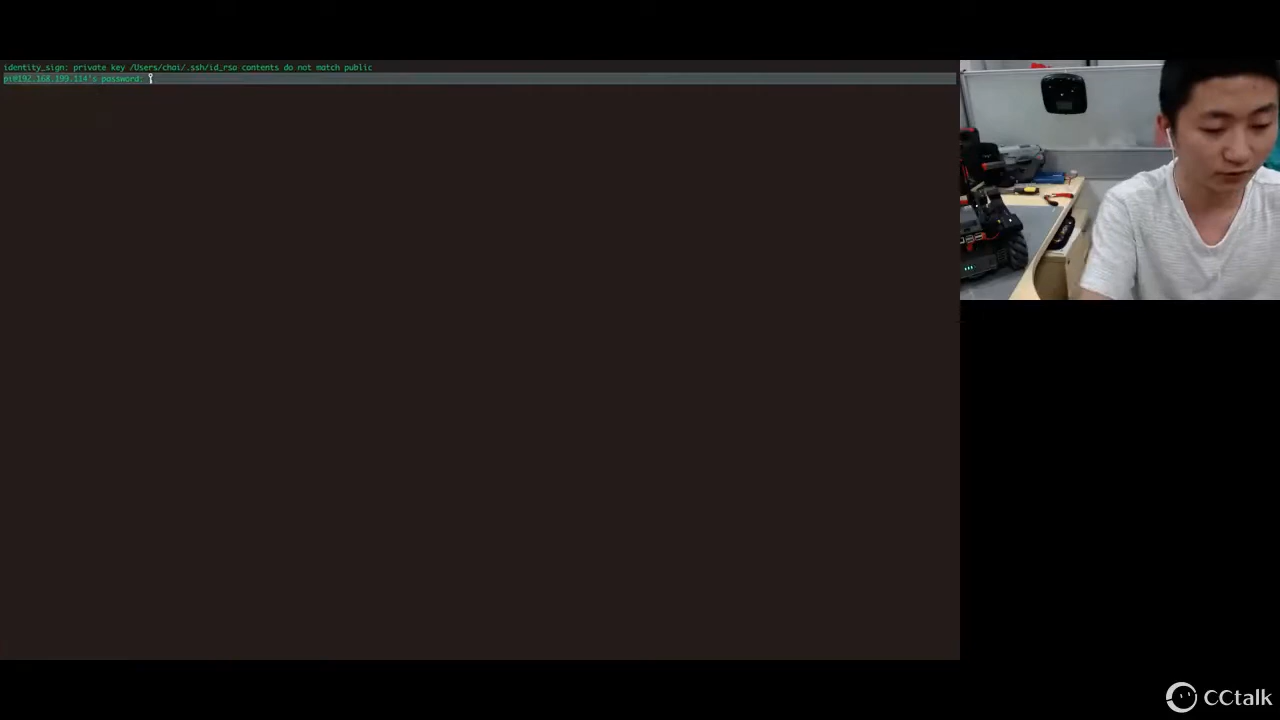 identity_sign: private key /Users/chai/.ssh/id_rsa contents do not match public
pi@192.168.199.114's password:
CCtalk